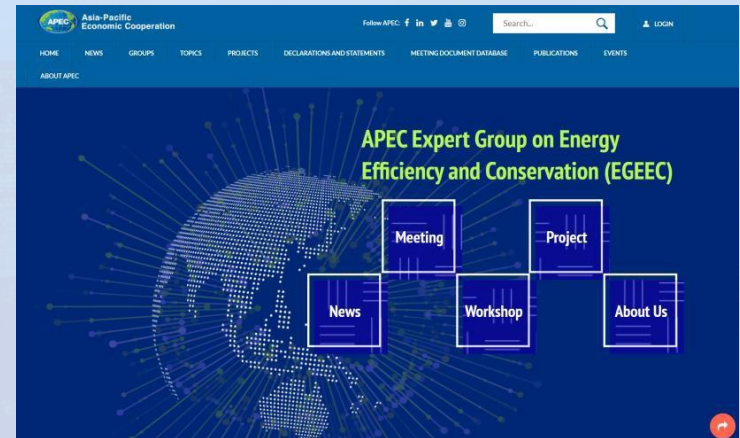 APEC
Asia-Pacific
Economic Cooperation
Follow APEC:
Search...
LOGIN
HOME NEWS GROUPS TOPICS PROJECTS DECLARATIONS AND STATEMENTS MEETING DOCUMENT DATABASE PUBLICATIONS EVENTS
ABOUT APEC
APEC Expert Group on Energy
Efficiency and Conservation (EGEEC)
Meeting Project
News Workshop About Us